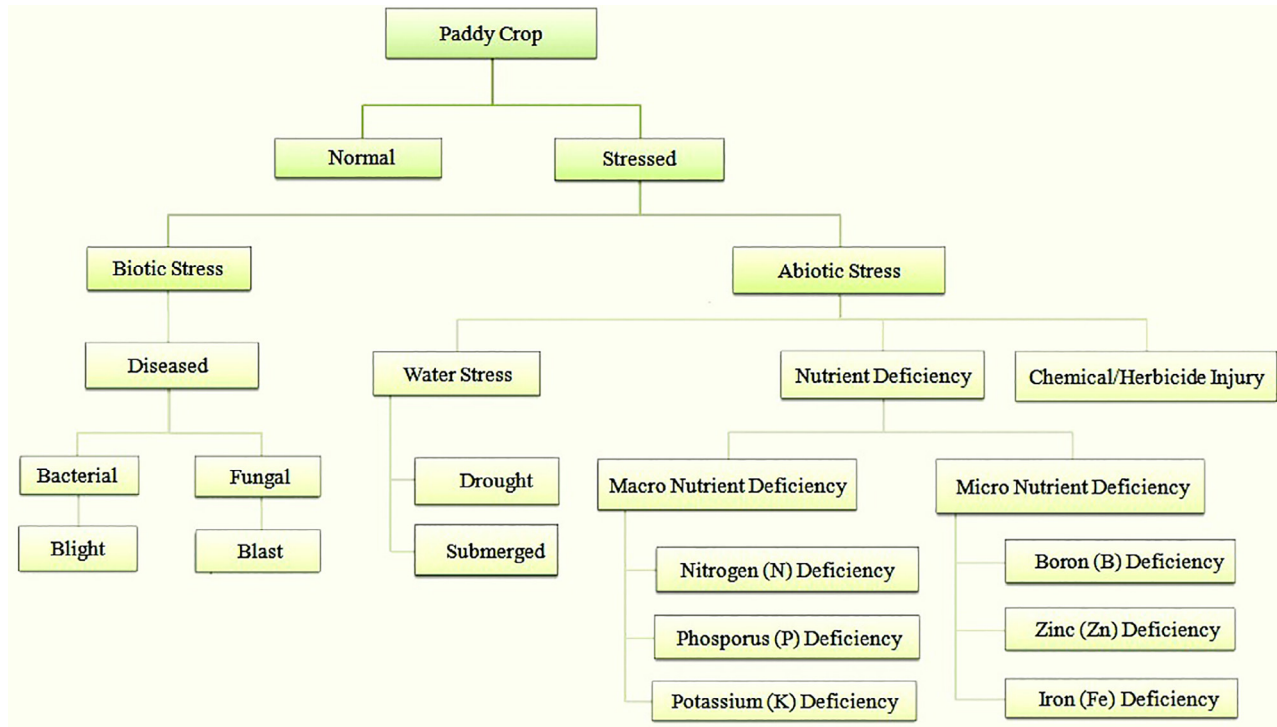 Paddy Crop
Normal
Stressed
Biotic Stress
Abiotic Stress
Diseased
Water Stress
Nutrient Deficiency
Chemical/Herbicide Injury
Bacterial
Fungal
Drought
Macro Nutrient Deficiency
Micro Nutrient Deficiency
Blight
Blast
Submerged
Nitrogen (N) Deficiency
Boron (B) Deficiency
Phosporus (P) Deficiency
Zinc (Zn) Deficiency
Potassium (K) Deficiency
Iron (Fe) Deficiency